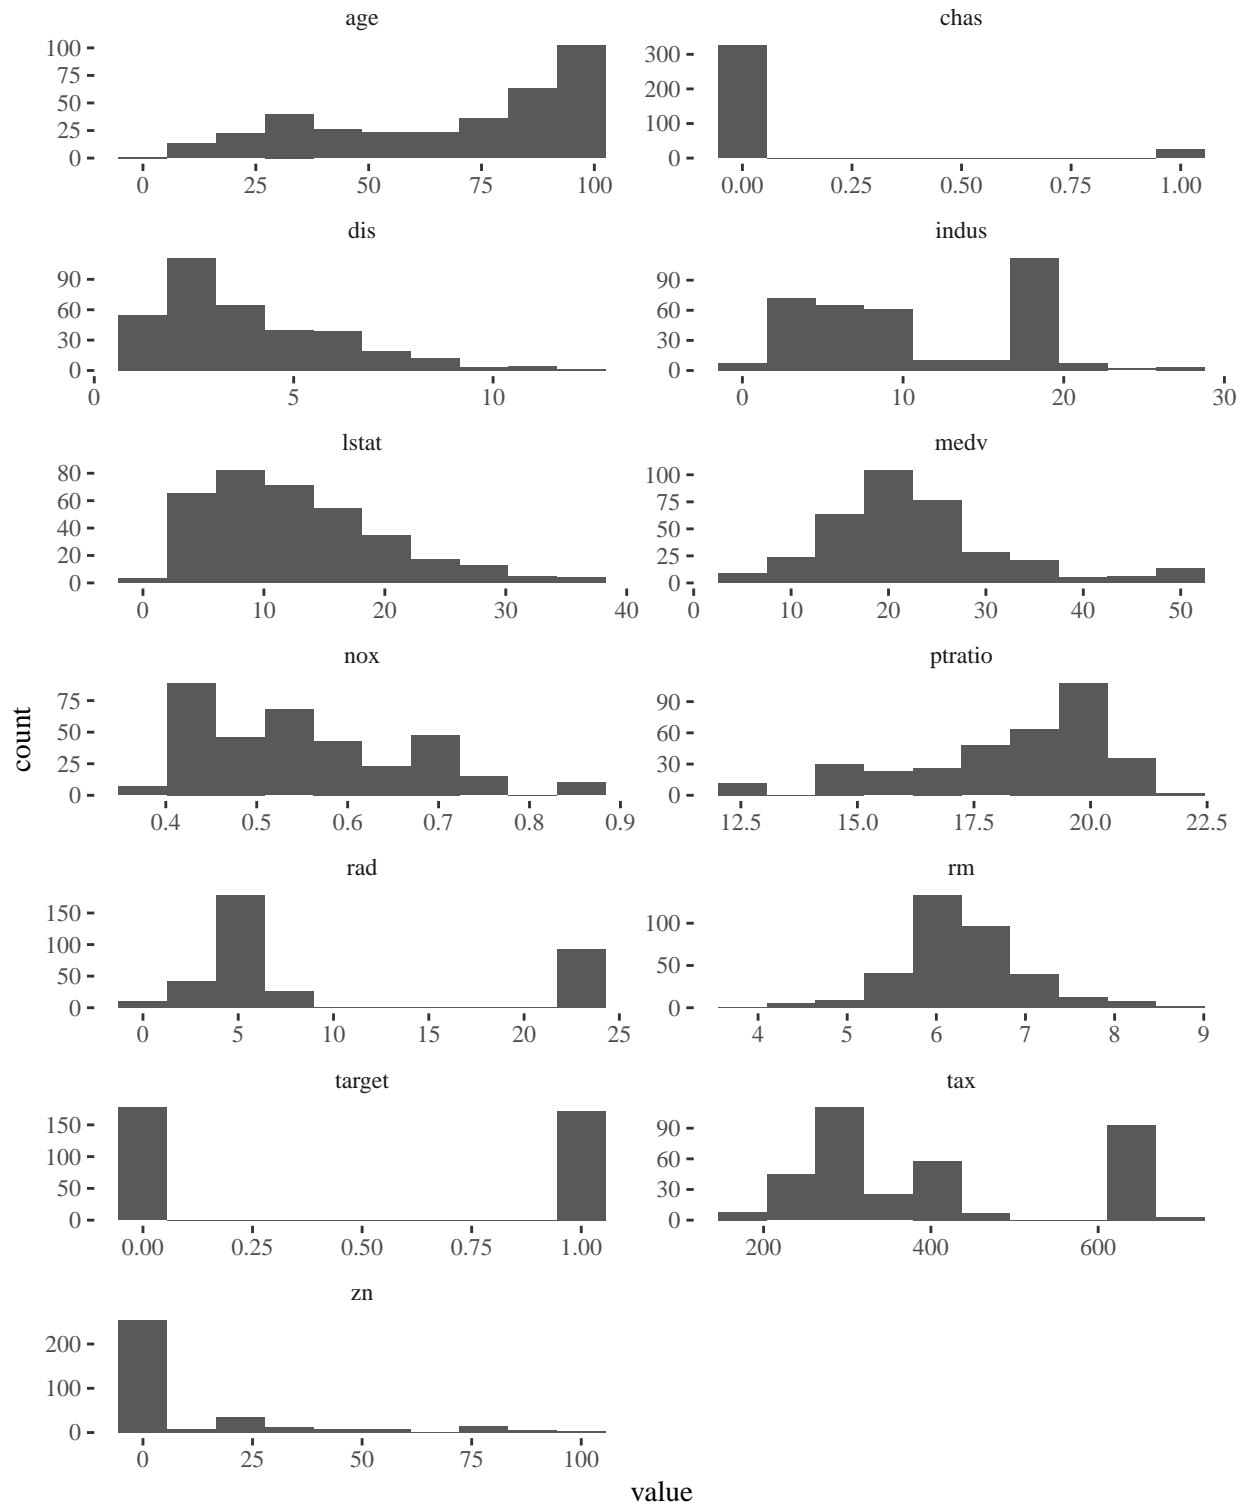 age
100
75
50
25
0
0 25 50 75 100
chas
300
200
100
0
0.00 0.25 0.50 0.75 1.00
dis
90
60
30
0
0 5 10
indus
90
60
30
0
0 10 20 30
lstat
80
60
40
20
0
0 10 20 30 40
medv
100
75
50
25
0
0 10 20 30 40 50
nox
75
50
25
0
0.4 0.5 0.6 0.7 0.8 0.9
ptratio
90
60
30
0
12.5 15.0 17.5 20.0 22.5
rad
150
100
50
0
0 5 10 15 20 25
rm
100
50
0
4 5 6 7 8 9
target
150
100
50
0
0.00 0.25 0.50 0.75 1.00
tax
90
60
30
0
200 400 600
zn
200
100
0
0 25 50 75 100
count
value